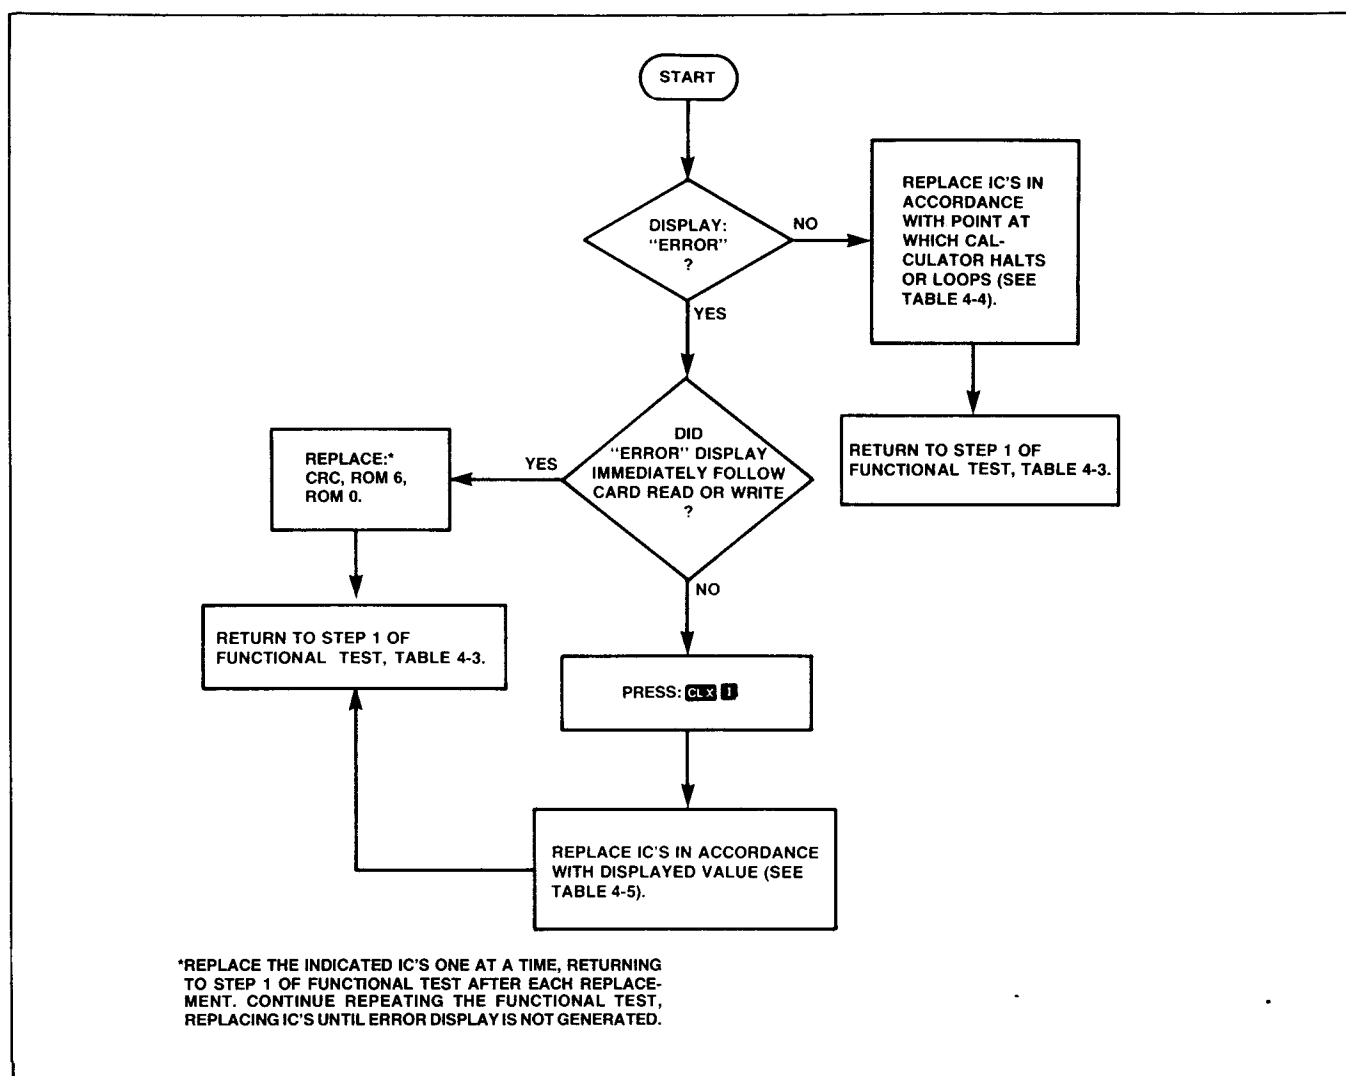 START
DISPLAY:
"ERROR"
?
NO
REPLACE IC'S IN
ACCORDANCE
WITH POINT AT
WHICH CAL-
CULATOR HALTS
OR LOOPS (SEE
TABLE 4-4).
YES
RETURN TO STEP 1 OF
FUNCTIONAL TEST, TABLE 4-3.
DID
"ERROR" DISPLAY
IMMEDIATELY FOLLOW
CARD READ OR WRITE
?
YES
REPLACE:*
CRC, ROM 6,
ROM 0.
NO
RETURN TO STEP 1 OF
FUNCTIONAL TEST, TABLE 4-3.
PRESS: CL X I
REPLACE IC'S IN ACCORDANCE
WITH DISPLAYED VALUE (SEE
TABLE 4-5).
*REPLACE THE INDICATED IC'S ONE AT A TIME, RETURNING
TO STEP 1 OF FUNCTIONAL TEST AFTER EACH REPLACE-
MENT. CONTINUE REPEATING THE FUNCTIONAL TEST,
REPLACING IC'S UNTIL ERROR DISPLAY IS NOT GENERATED.